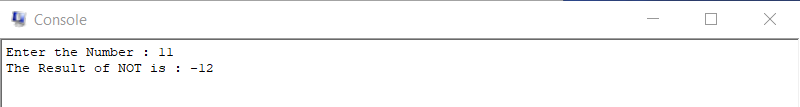 Console
Enter the Number : 11
The Result of NOT is : -12